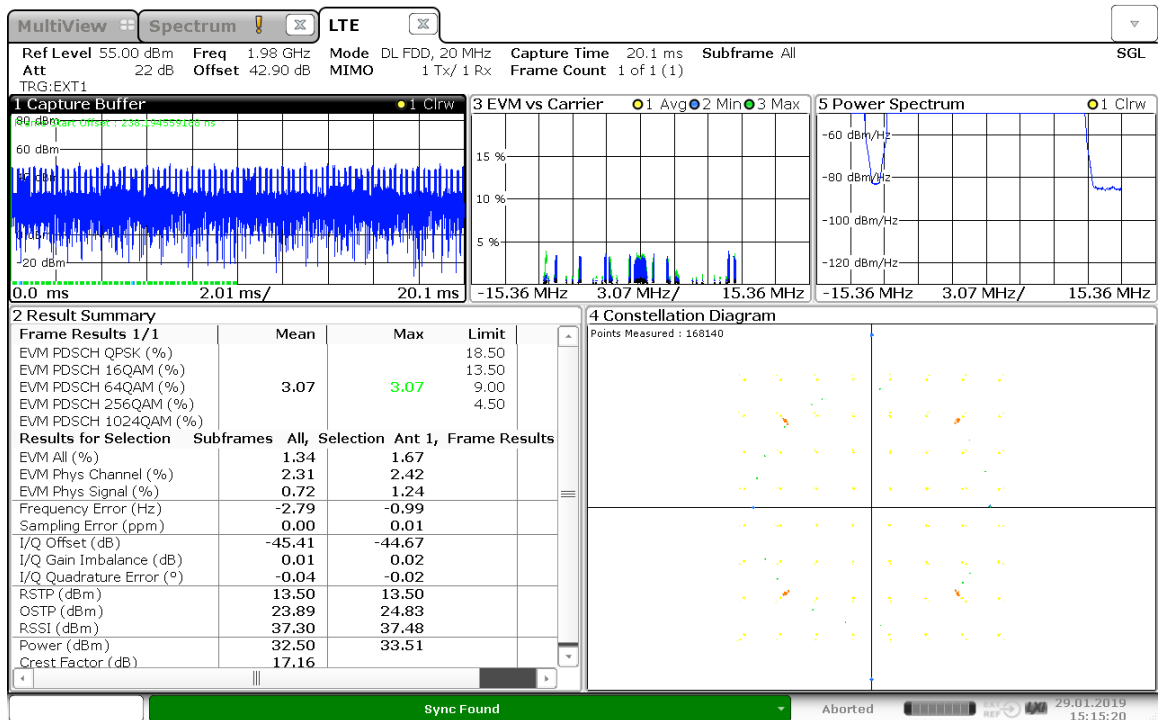 MultiView Spectrum ! X LTE X
Ref Level 55.00 dBm Freq 1.98 GHz Mode DL FDD, 20 MHz Capture Time 20.1 ms Subframe All SGL
Att 22 dB Offset 42.90 dB MIMO 1 Tx/ 1 Rx Frame Count 1 of 1 (1)
TRG:EXT1
1 Capture Buffer 1 Clrw
80 dBm
Frame Start Offset : 238.194559168 ns
60 dBm
-20 dBm
0.0 ms 2.01 ms/ 20.1 ms
3 EVM vs Carrier 1 Avg 2 Min 3 Max
15 %
10 %
5 %
-15.36 MHz 3.07 MHz/ 15.36 MHz
5 Power Spectrum 1 Clrw
-60 dBm/Hz
-80 dBm/Hz
-100 dBm/Hz
-120 dBm/Hz
-15.36 MHz 3.07 MHz/ 15.36 MHz
2 Result Summary
Frame Results 1/1 Mean Max Limit
EVM PDSCH QPSK (%) 18.50
EVM PDSCH 16QAM (%) 13.50
EVM PDSCH 64QAM (%) 3.07 3.07 9.00
EVM PDSCH 256QAM (%) 4.50
EVM PDSCH 1024QAM (%)
Results for Selection Subframes All, Selection Ant 1, Frame Results
EVM All (%) 1.34 1.67
EVM Phys Channel (%) 2.31 2.42
EVM Phys Signal (%) 0.72 1.24
Frequency Error (Hz) -2.79 -0.99
Sampling Error (ppm) 0.00 0.01
I/Q Offset (dB) -45.41 -44.67
I/Q Gain Imbalance (dB) 0.01 0.02
I/Q Quadrature Error (°) -0.04 -0.02
RSTP (dBm) 13.50 13.50
OSTP (dBm) 23.89 24.83
RSSI (dBm) 37.30 37.48
Power (dBm) 32.50 33.51
Crest Factor (dB) 17.16
4 Constellation Diagram
Points Measured : 168140
Sync Found
Aborted
EXT
REF
LXI
29.01.2019
15:15:20